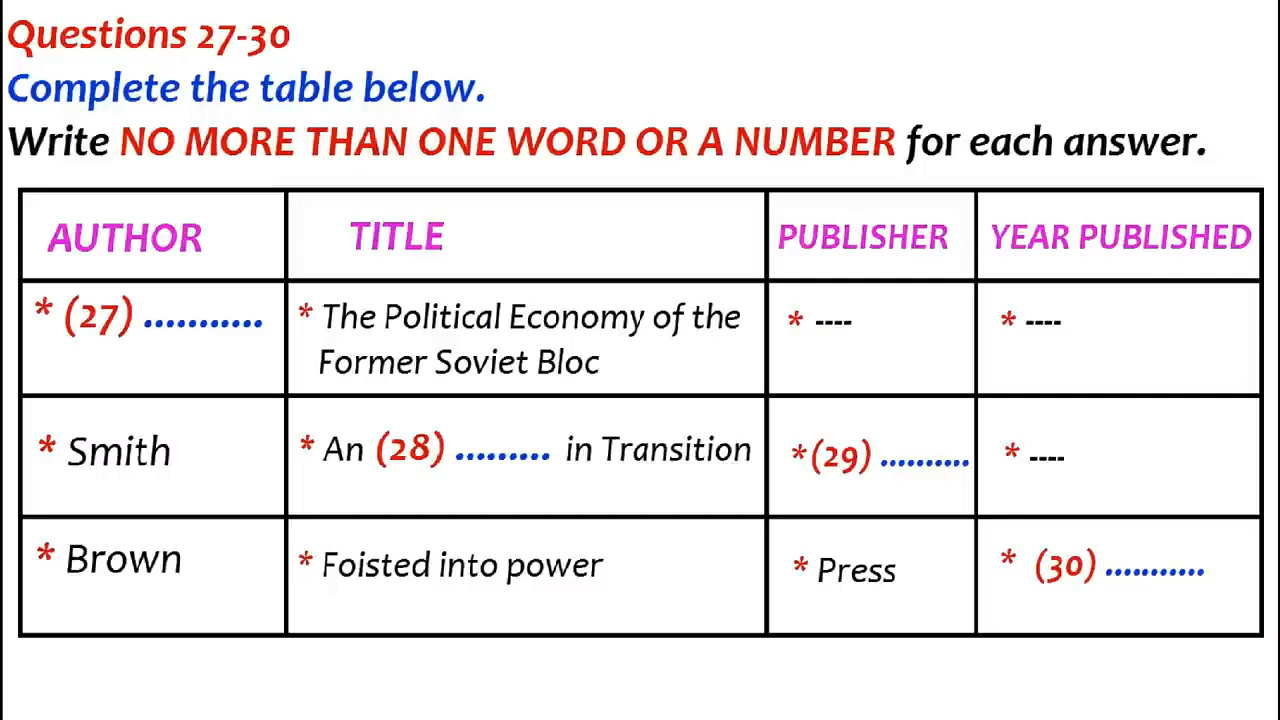 Questions 27-30
Complete the table below.
Write NO MORE THAN ONE WORD OR A NUMBER for each answer.
AUTHOR TITLE PUBLISHER YEAR PUBLISHED
* (27) ........... * The Political Economy of the * ---- * ----
Former Soviet Bloc
* Smith * An (28) ......... in Transition *(29) .......... * ----
* Brown * Foisted into power * Press * (30) ...........